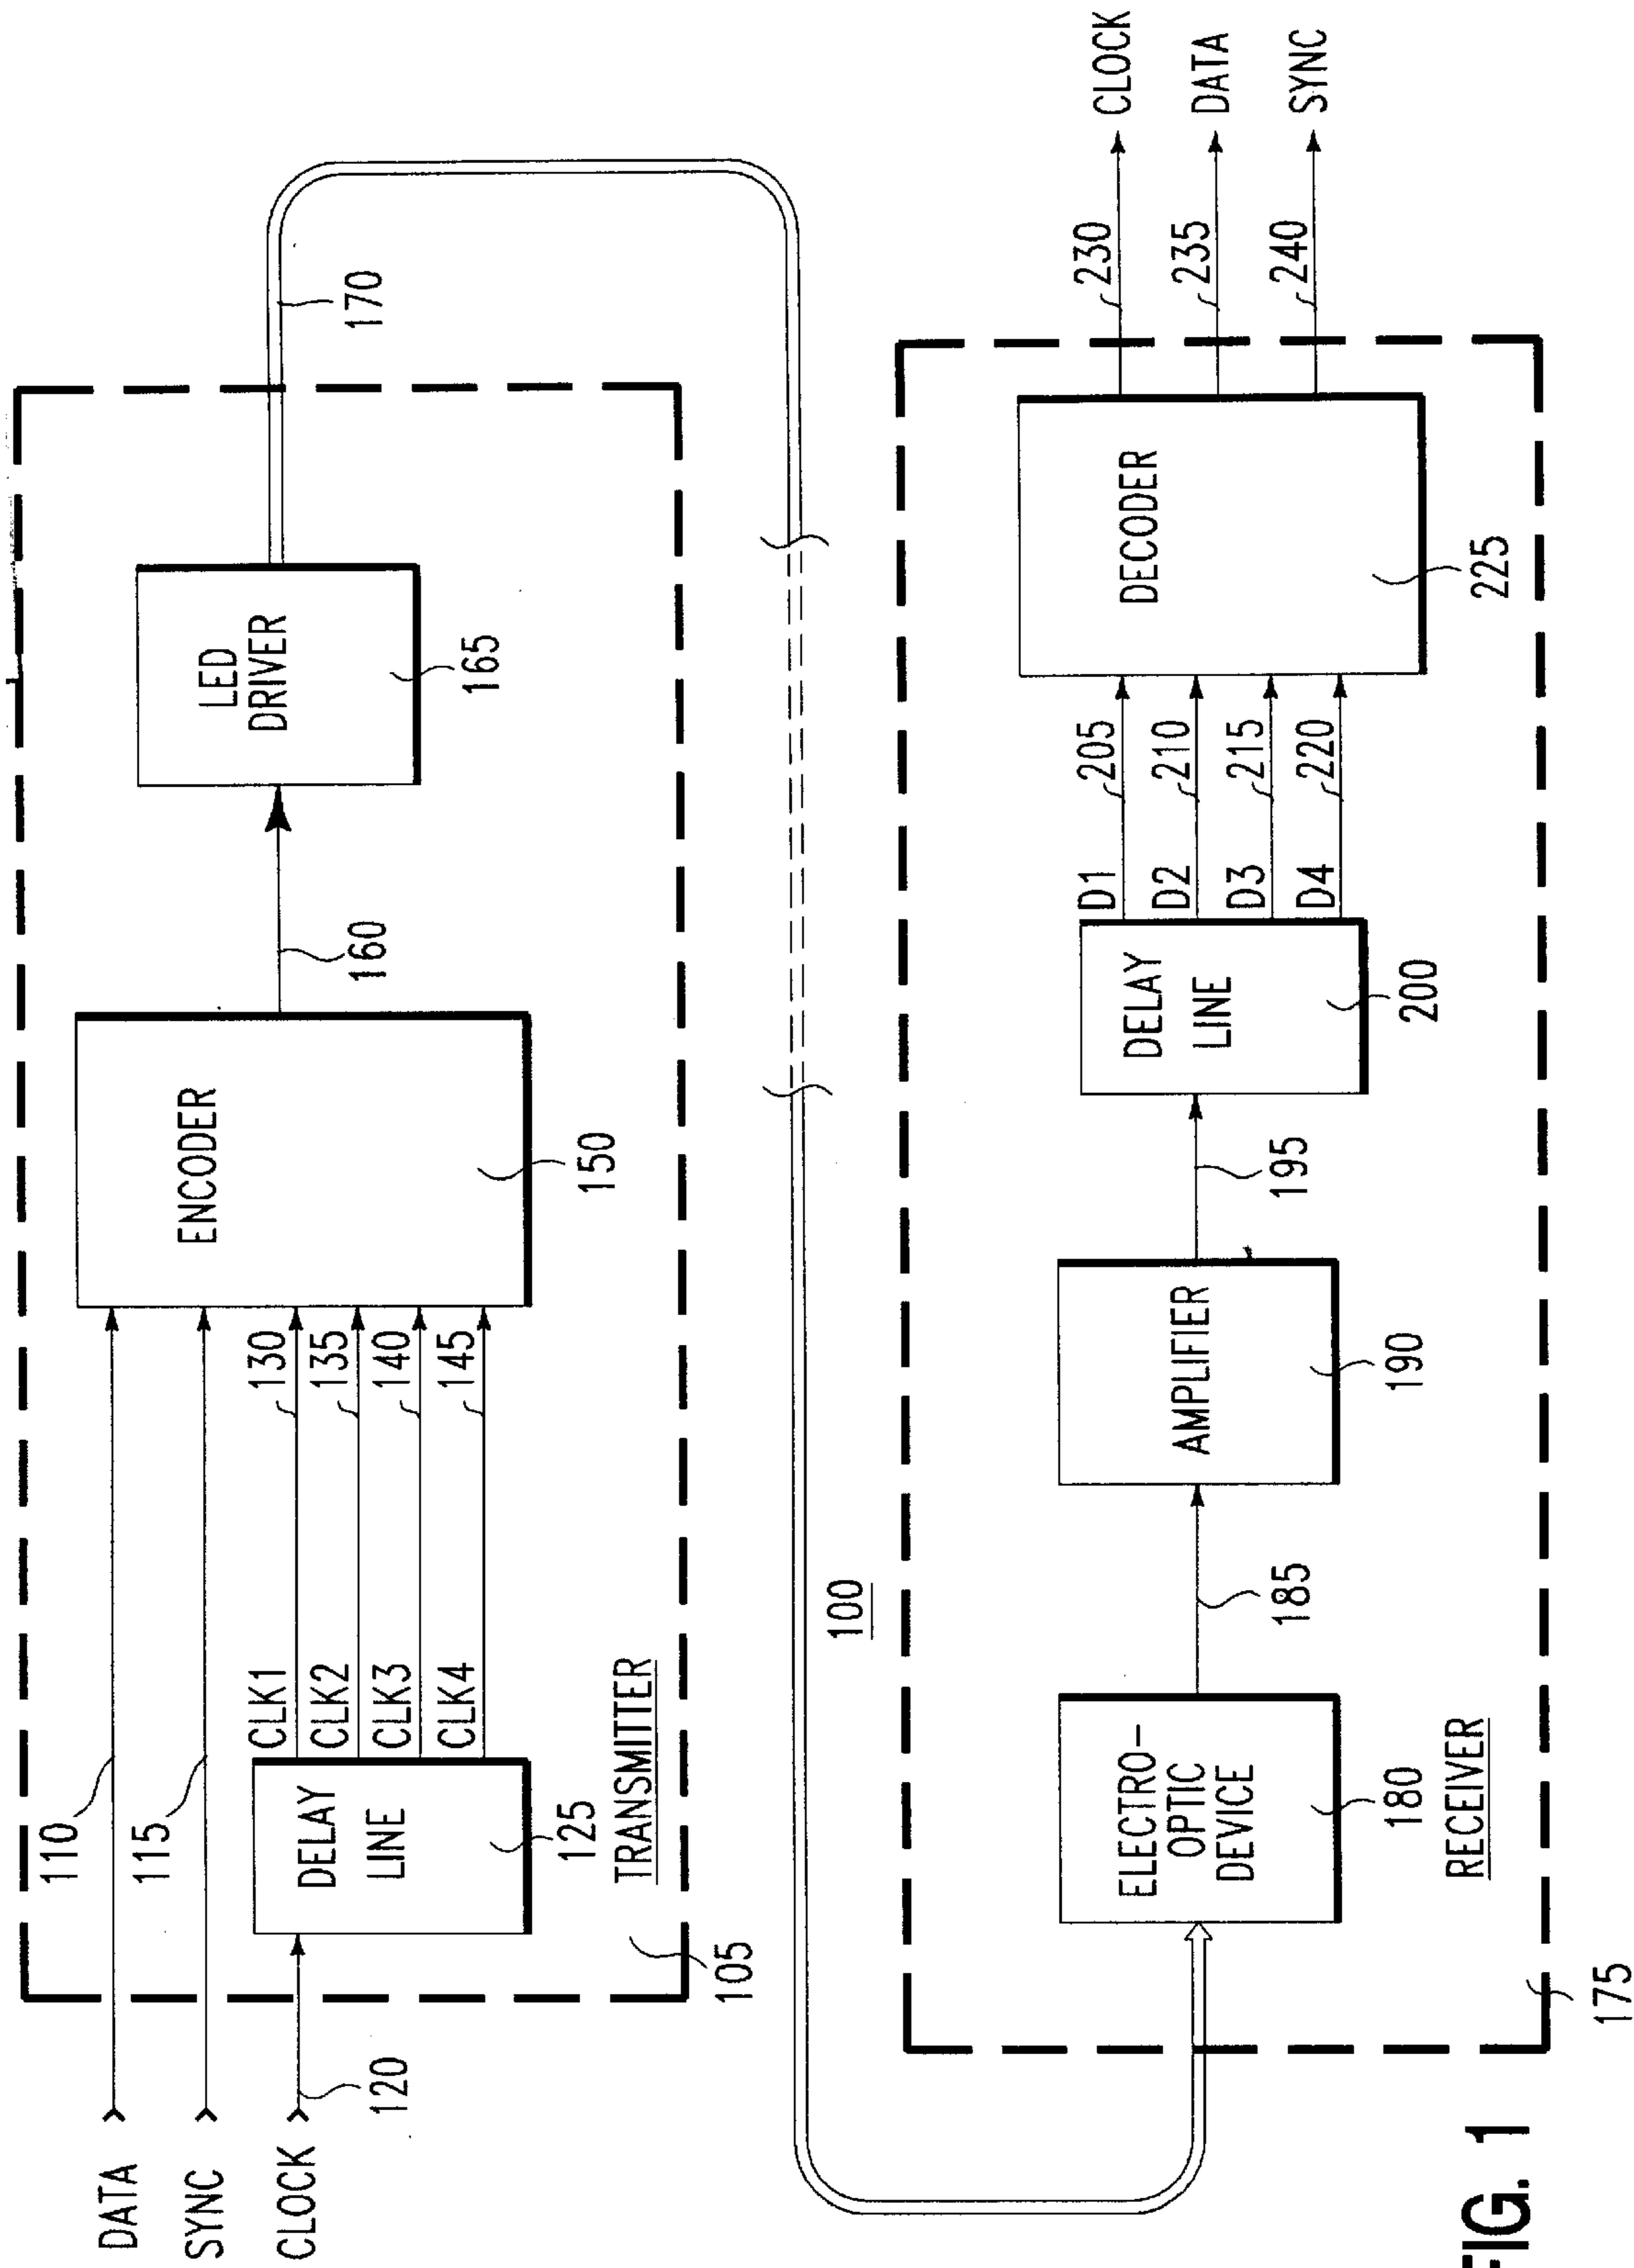 DATA
110
SYNC
115
CLOCK
120
DELAY
LINE
125
CLK1
130
CLK2
135
CLK3
140
CLK4
145
ENCODER
150
160
LED
DRIVER
165
170
TRANSMITTER
105
100
ELECTRO-
OPTIC
DEVICE
180
185
AMPLIFIER
190
195
DELAY
LINE
200
D1
205
D2
210
D3
215
D4
220
DECODER
225
230
CLOCK
235
DATA
240
SYNC
RECEIVER
175
FIG. 1